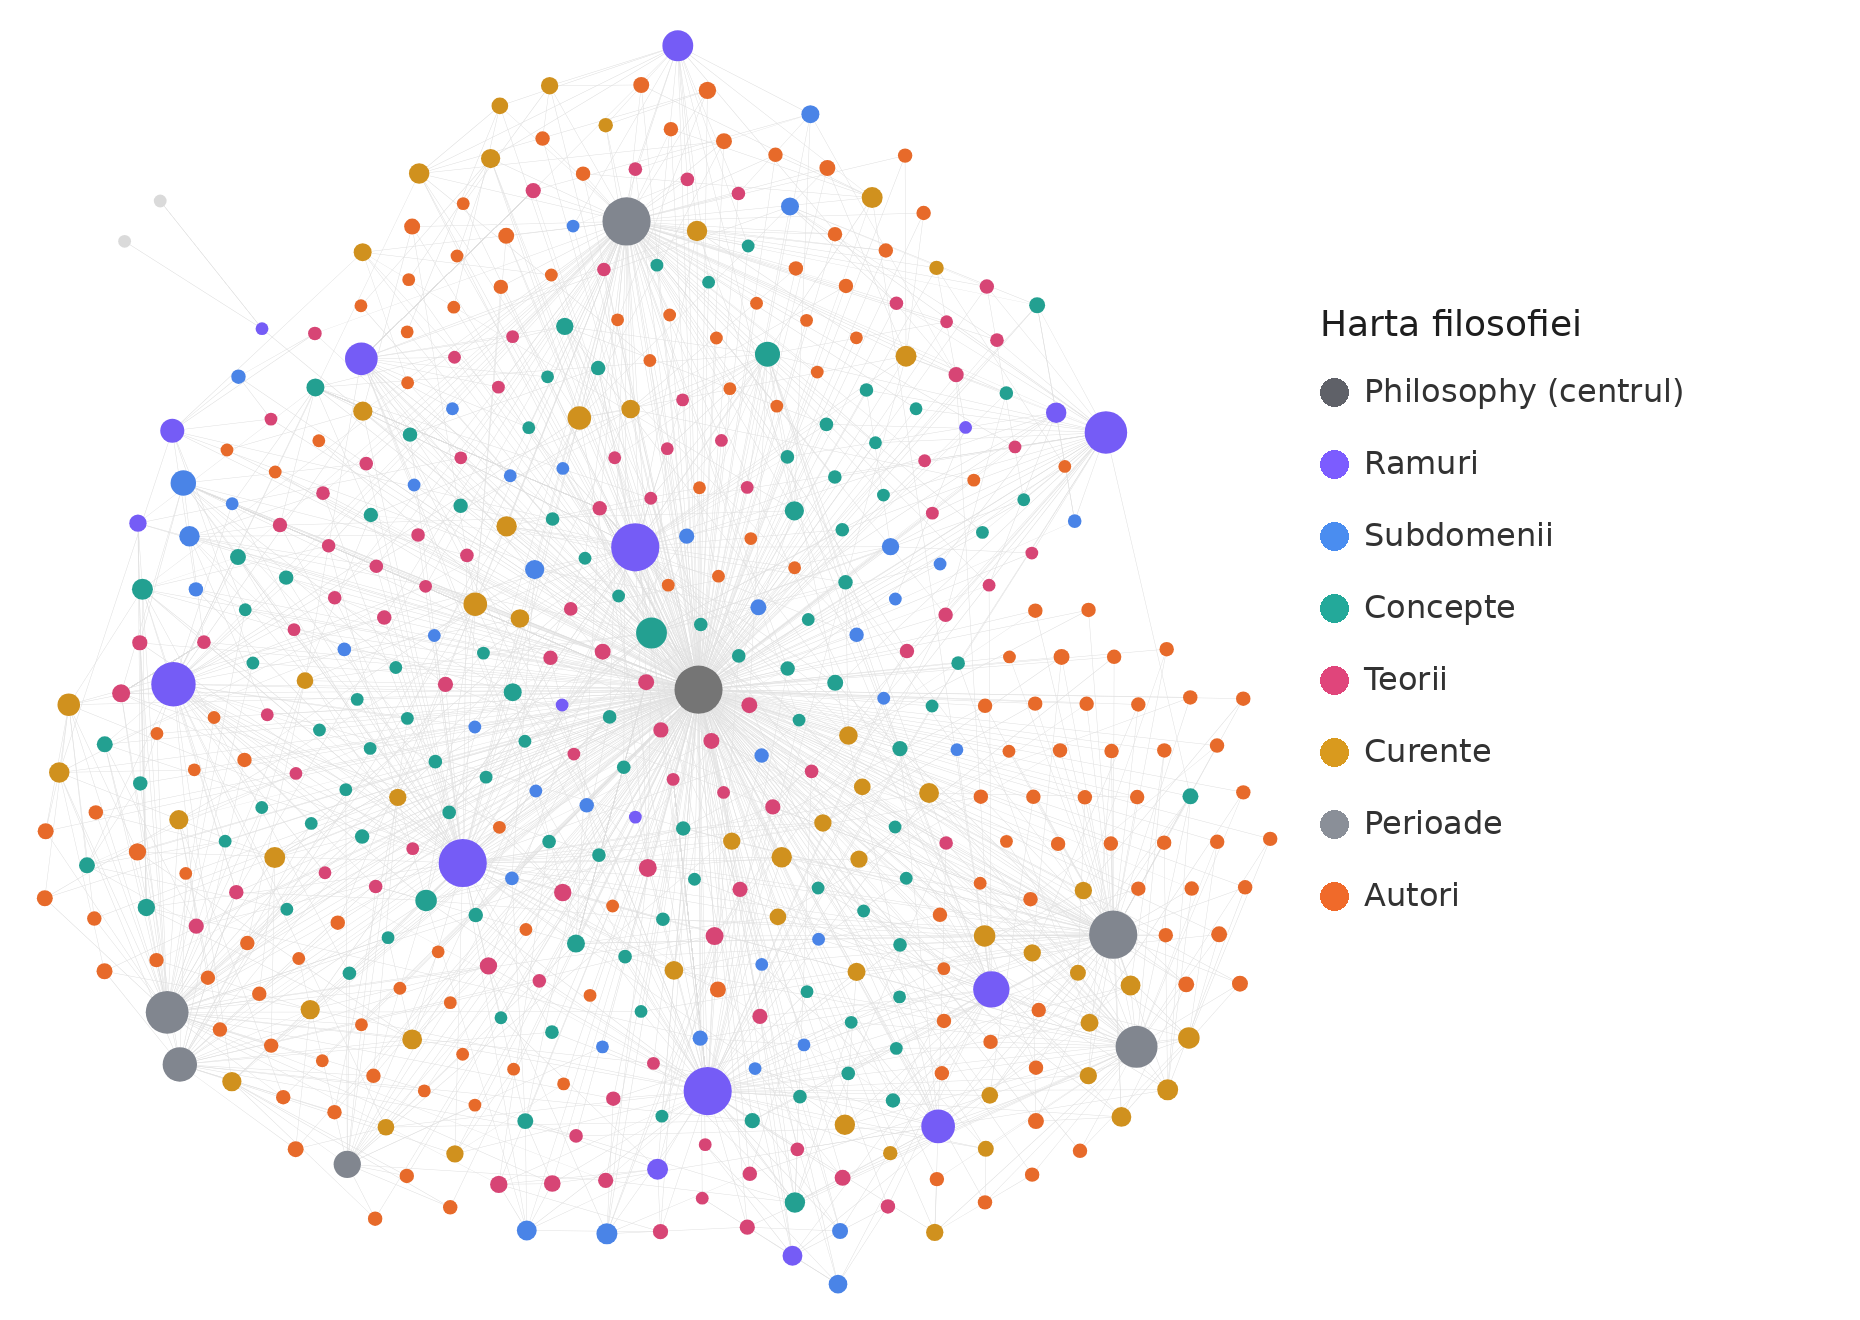 Harta filosofiei
Philosophy (centrul)
Ramuri
Subdomenii
Concepte
Teorii
Curente
Perioade
Autori